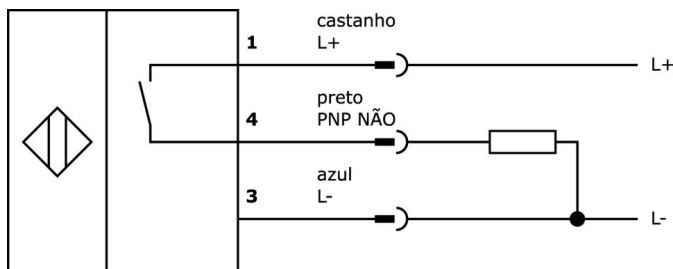 castanho
1 L+
L+
preto
4 PNP NÃO
azul
3 L-
L-